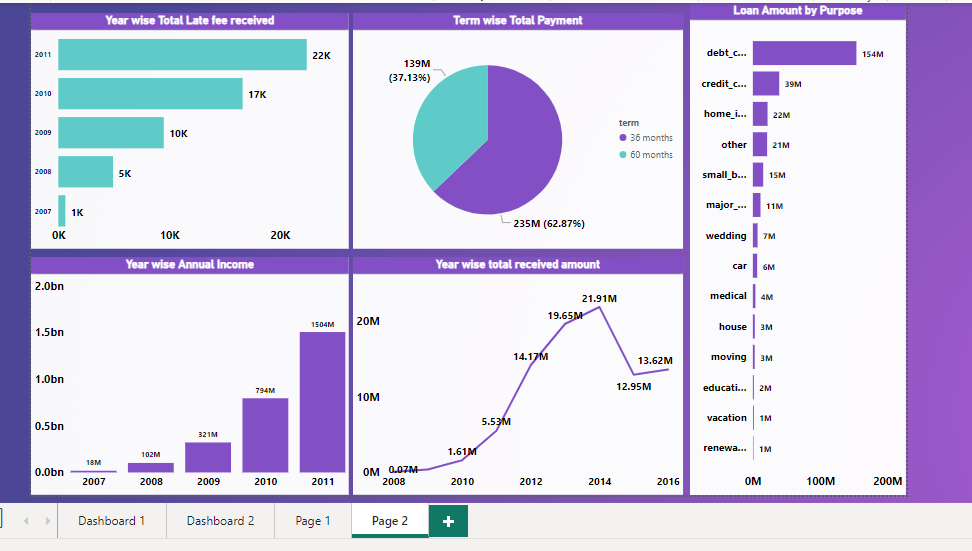 Year wise Total Late fee received
2011
22K
2010
17K
2009
10K
2008
5K
2007
1K
0K 10K 20K
Term wise Total Payment
139M
(37.13%)
235M (62.87%)
term
36 months
60 months
Loan Amount by Purpose
debt_c... 154M
credit_c... 39M
home_i... 22M
other 21M
small_b... 15M
major_... 11M
wedding 7M
car 6M
medical 4M
house 3M
moving 3M
educati... 2M
vacation 1M
renewa... 1M
0M 100M 200M
Year wise Annual Income
2.0bn
1.5bn
1.0bn
0.5bn
0.0bn
18M
102M
321M
794M
1504M
2007 2008 2009 2010 2011
Year wise total received amount
20M
10M
0M
0.07M
1.61M
5.53M
14.17M
19.65M
21.91M
12.95M
13.62M
2008 2010 2012 2014 2016
Dashboard 1 Dashboard 2 Page 1 Page 2 +